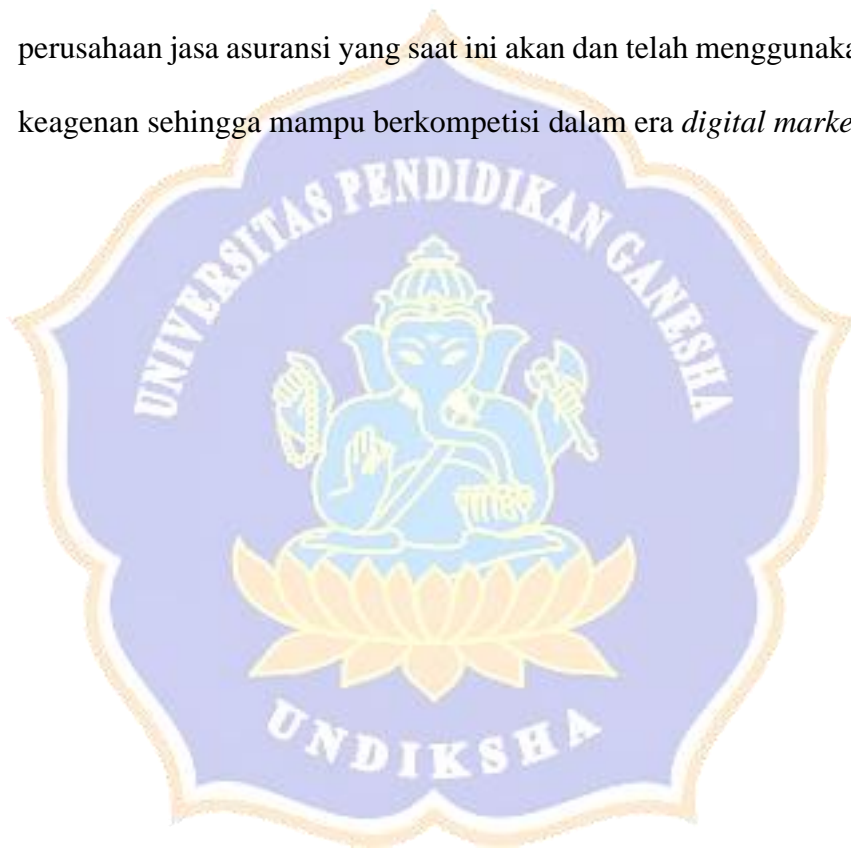 perusahaan jasa asuransi yang saat ini akan dan telah menggunaka
keagenan sehingga mampu berkompetisi dalam era digital marke
UNIVERSITAS PENDIDIKAN GANESHA
UNDIKSHA